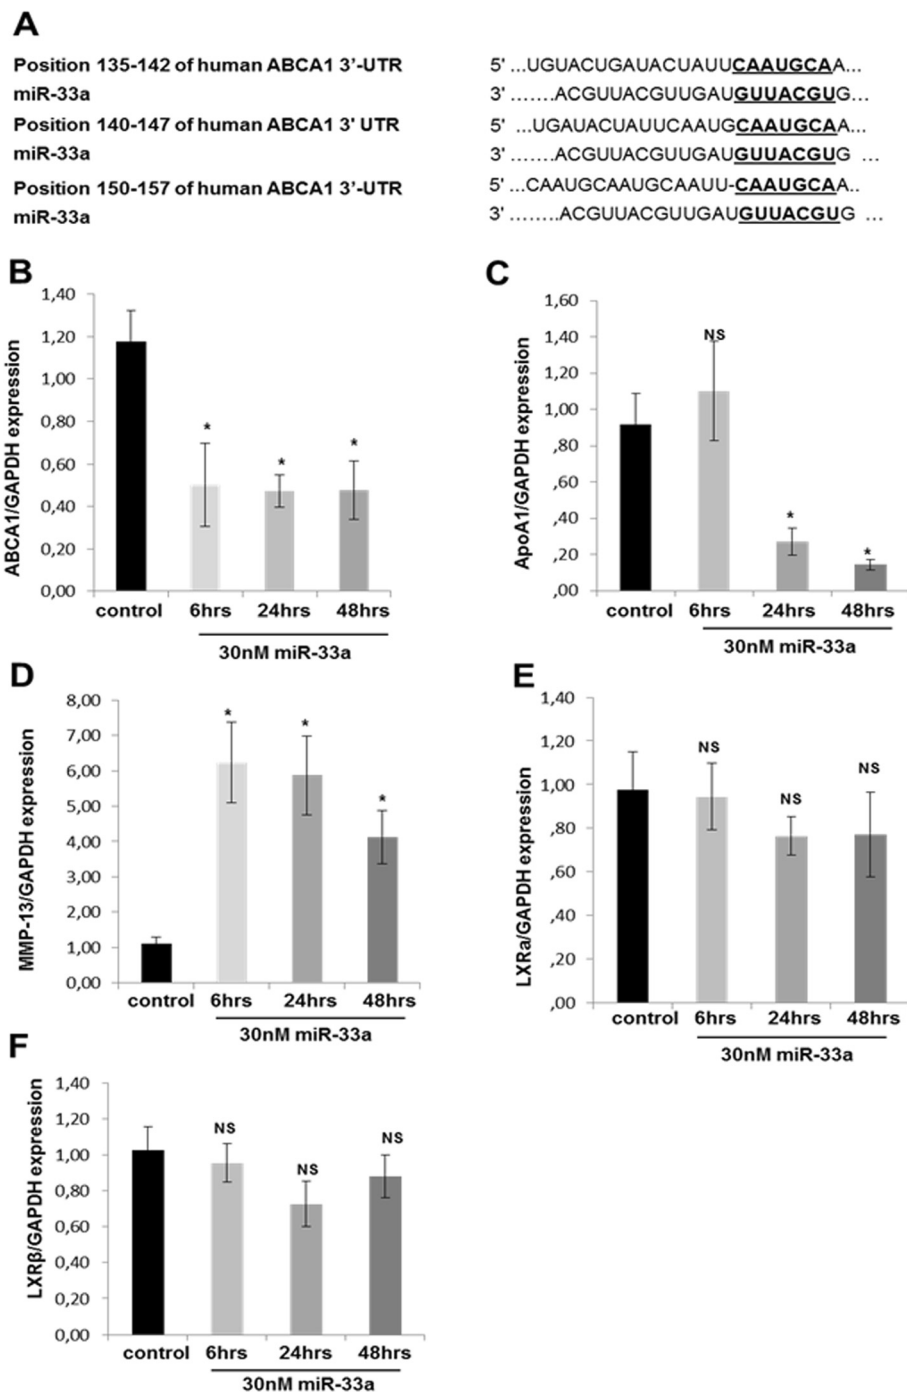 A
Position 135-142 of human ABCA1 3’-UTR 5' ...UGUACUGAUACUAUUCAAUGCAA...
miR-33a 3' .......ACGUUACGUUGAUGUUACGUG...
Position 140-147 of human ABCA1 3' UTR 5' ...UGAUACUAUUCAAUGCAAUGCAA...
miR-33a 3' .......ACGUUACGUUGAUGUUACGUG ...
Position 150-157 of human ABCA1 3’-UTR 5' ...CAAUGCAAUGCAAUU-CAAUGCAA..
miR-33a 3' ........ACGUUACGUUGAUGUUACGUG ...
B
ABCA1/GAPDH expression
1,40
1,20
1,00
0,80
0,60
0,40
0,20
0,00
* * *
control 6hrs 24hrs 48hrs
30nM miR-33a
C
ApoA1/GAPDH expression
1,60
1,40
1,20
1,00
,80
,60
,40
,20
,00
NS * *
control 6hrs 24hrs 48hrs
30nM miR-33a
D
MMP-13/GAPDH expression
8,00
7,00
6,00
5,00
4,00
3,00
2,00
1,00
0,00
* * *
control 6hrs 24hrs 48hrs
30nM miR-33a
E
LXRa/GAPDH expression
1,40
1,20
1,00
,80
,60
,40
,20
,00
NS NS NS
control 6hrs 24hrs 48hrs
30nM miR-33a
F
LXRβ/GAPDH expression
1,40
1,20
1,00
0,80
0,60
0,40
0,20
0,00
NS NS NS
control 6hrs 24hrs 48hrs
30nM miR-33a